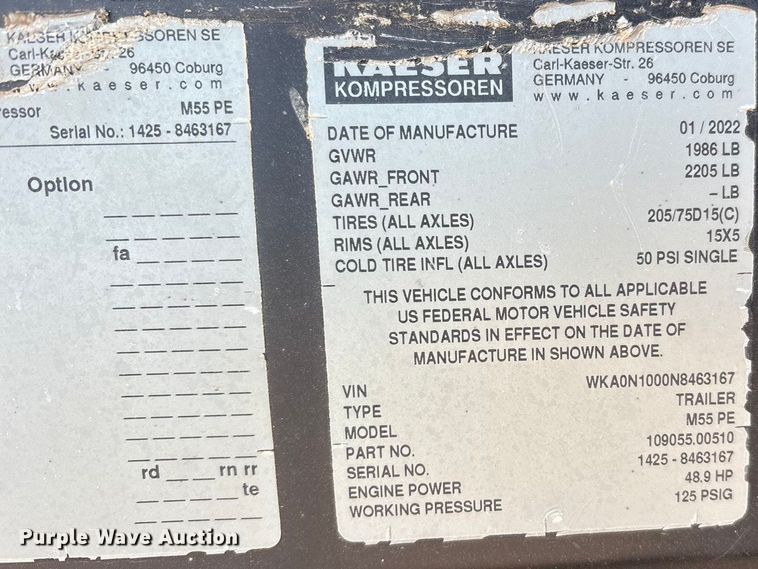 KAESER KOMPRESSOREN SE
Carl-Kaeser-Str. 26
GERMANY - 96450 Coburg
www.kaeser.com
M55 PE
Serial No.: 1425 - 8463167
Option
fa
rd rn rr
te
KAESER
KOMPRESSOREN
KAESER KOMPRESSOREN SE
Carl-Kaeser-Str. 26
GERMANY - 96450 Coburg
www.kaeser.com
DATE OF MANUFACTURE 01 / 2022
GVWR 1986 LB
GAWR_FRONT 2205 LB
GAWR_REAR – LB
TIRES (ALL AXLES) 205/75D15(C)
RIMS (ALL AXLES) 15X5
COLD TIRE INFL (ALL AXLES) 50 PSI SINGLE
THIS VEHICLE CONFORMS TO ALL APPLICABLE
US FEDERAL MOTOR VEHICLE SAFETY
STANDARDS IN EFFECT ON THE DATE OF
MANUFACTURE IN SHOWN ABOVE.
VIN WKA0N1000N8463167
TYPE TRAILER
MODEL M55 PE
PART NO. 109055.00510
SERIAL NO. 1425 - 8463167
ENGINE POWER 48.9 HP
WORKING PRESSURE 125 PSIG
Purple Wave Auction